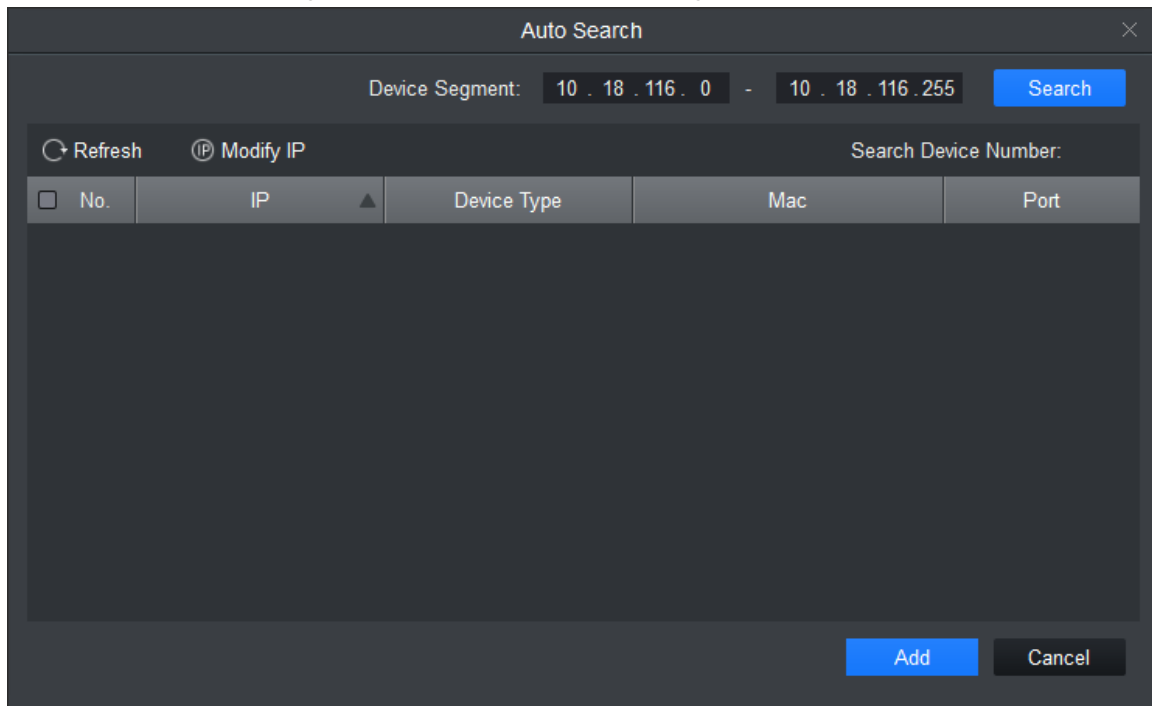 Auto Search
Device Segment: 10 . 18 . 116 . 0 - 10 . 18 . 116 . 255 Search
Refresh IP Modify IP Search Device Number:
No. IP Device Type Mac Port
Add Cancel